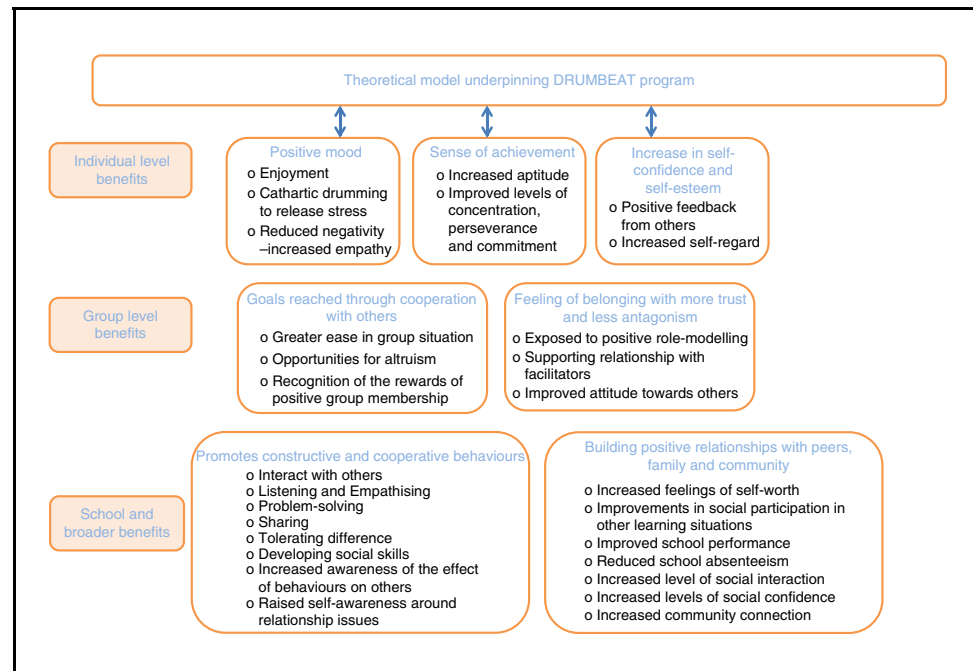 Theoretical model underpinning DRUMBEAT program
Individual level
benefits
Positive mood
o Enjoyment
o Cathartic drumming
to release stress
o Reduced negativity
–increased empathy
Sense of achievement
o Increased aptitude
o Improved levels of
concentration,
perseverance
and commitment
Increase in self-
confidence and
self-esteem
o Positive feedback
from others
o Increased self-regard
Group level
benefits
Goals reached through cooperation
with others
o Greater ease in group situation
o Opportunities for altruism
o Recognition of the rewards of
positive group membership
Feeling of belonging with more trust
and less antagonism
o Exposed to positive role-modelling
o Supporting relationship with
facilitators
o Improved attitude towards others
School and
broader benefits
Promotes constructive and cooperative behaviours
o Interact with others
o Listening and Empathising
o Problem-solving
o Sharing
o Tolerating difference
o Developing social skills
o Increased awareness of the effect
of behaviours on others
o Raised self-awareness around
relationship issues
Building positive relationships with peers,
family and community
o Increased feelings of self-worth
o Improvements in social participation in
other learning situations
o Improved school performance
o Reduced school absenteeism
o Increased level of social interaction
o Increased levels of social confidence
o Increased community connection